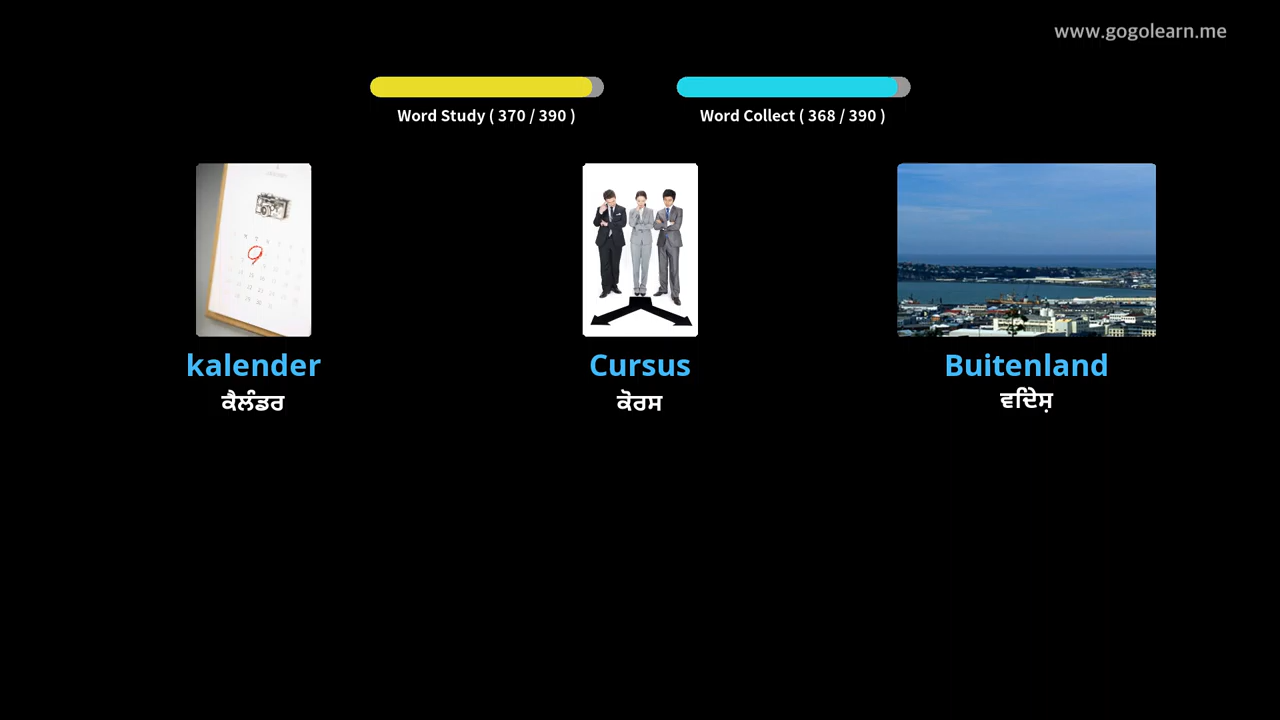 www.gogolearn.me
Word Study ( 370 / 390 )
Word Collect ( 368 / 390 )
kalender
Cursus
Buitenland
ਕੈਲੰਡਰ
ਕੋਰਸ
ਵਿਦੇਸ਼